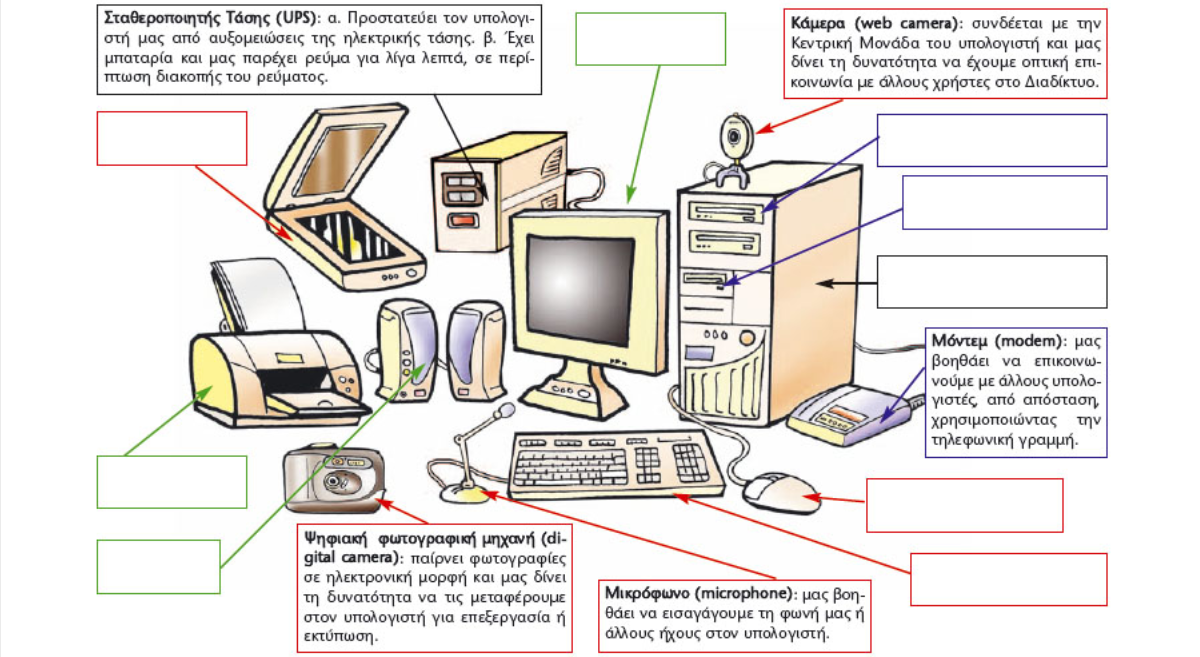 Σταθεροποιητής Τάσης (UPS): α. Προστατεύει τον υπολογι-
στή μας από αυξομειώσεις της ηλεκτρικής τάσης. β. Έχει
μπαταρία και μας παρέχει ρεύμα για λίγα λεπτά, σε περί-
πτωση διακοπής του ρεύματος.
Κάμερα (web camera): συνδέεται με την
Κεντρική Μονάδα του υπολογιστή και μας
δίνει τη δυνατότητα να έχουμε οπτική επι-
κοινωνία με άλλους χρήστες στο Διαδίκτυο.
Μόντεμ (modem): μας
βοηθάει να επικοινω-
νούμε με άλλους υπολο-
γιστές, από απόσταση,
χρησιμοποιώντας την
τηλεφωνική γραμμή.
Ψηφιακή φωτογραφική μηχανή (di-
gital camera): παίρνει φωτογραφίες
σε ηλεκτρονική μορφή και μας δίνει
τη δυνατότητα να τις μεταφέρουμε
στον υπολογιστή για επεξεργασία ή
εκτύπωση.
Μικρόφωνο (microphone): μας βοη-
θάει να εισαγάγουμε τη φωνή μας ή
άλλους ήχους στον υπολογιστή.